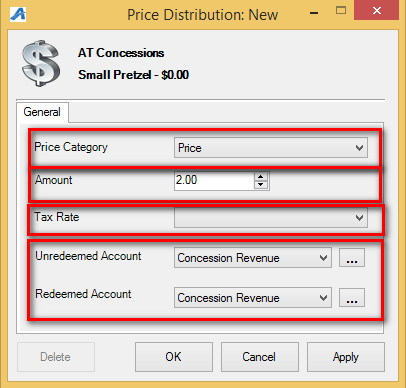 Price Distribution: New
AT Concessions
Small Pretzel - $0.00
General
Price Category Price
Amount 2.00
Tax Rate
Unredeemed Account Concession Revenue ...
Redeemed Account Concession Revenue ...
Delete OK Cancel Apply